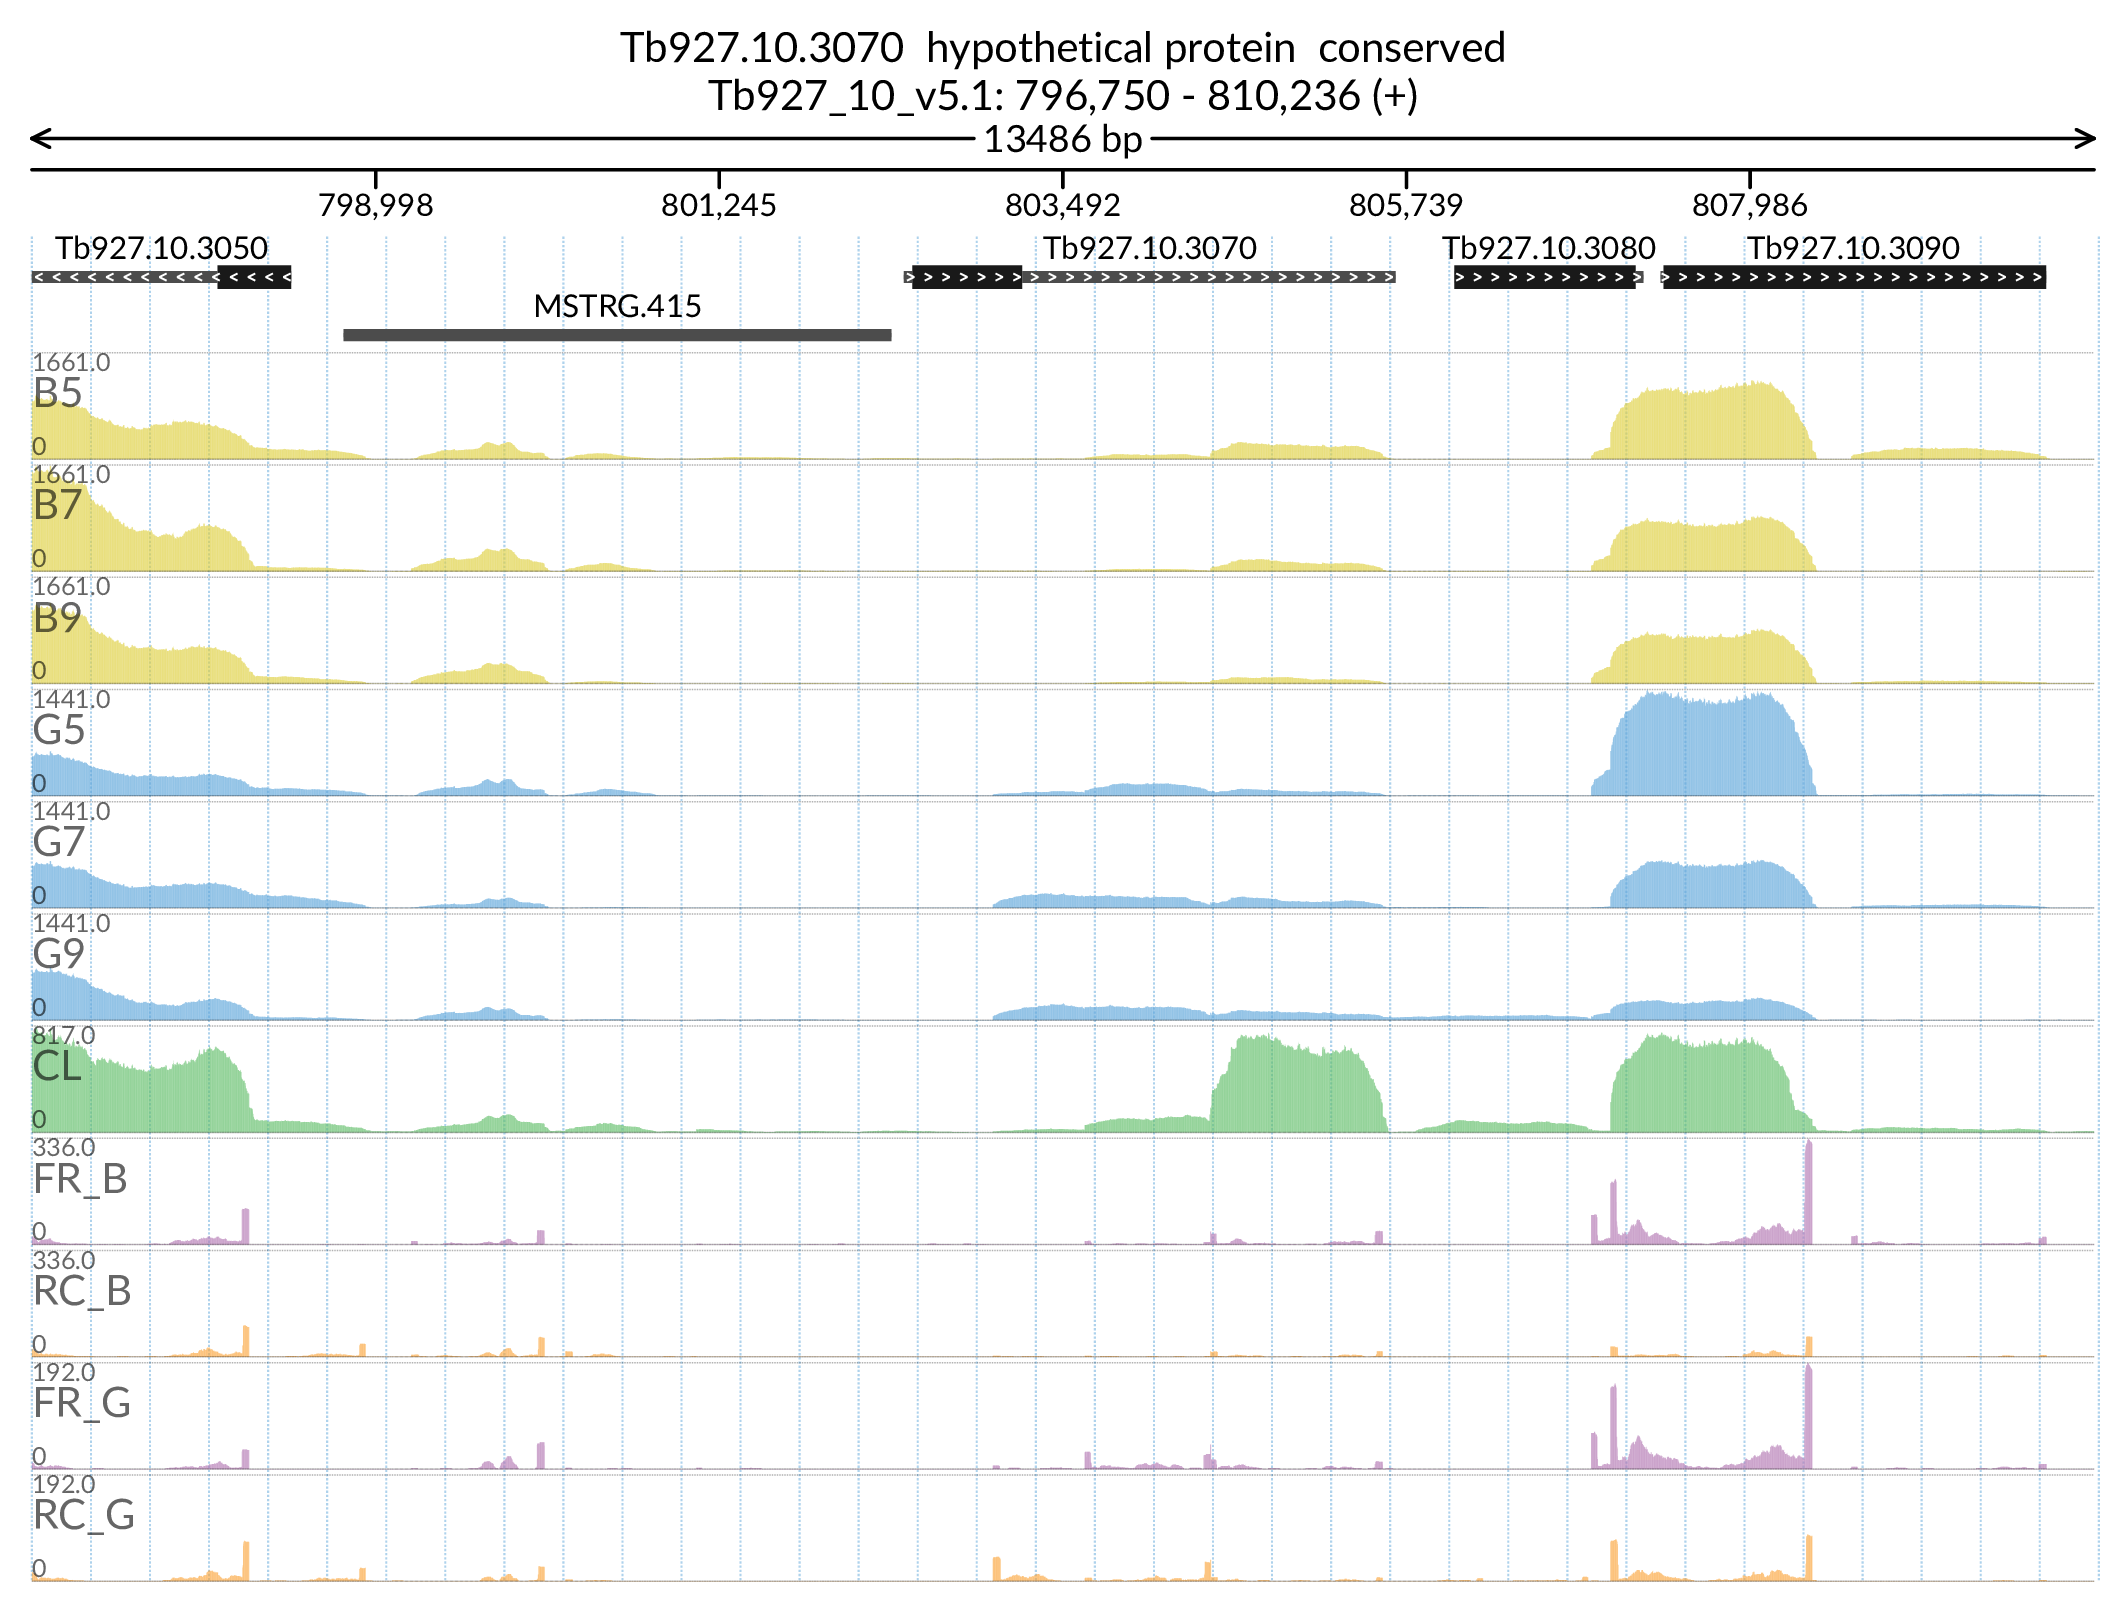 Tb927.10.3070  hypothetical protein  conserved
Tb927_10_v5.1: 796,750 - 810,236 (+)
13486 bp
798,998 801,245 803,492 805,739 807,986
Tb927.10.3050 Tb927.10.3070 Tb927.10.3080 Tb927.10.3090
MSTRG.415
1661.0
B5
0
1661.0
B7
0
1661.0
B9
0
1441.0
G5
0
1441.0
G7
0
1441.0
G9
0
817.0
CL
0
336.0
FR_B
0
336.0
RC_B
0
192.0
FR_G
0
192.0
RC_G
0